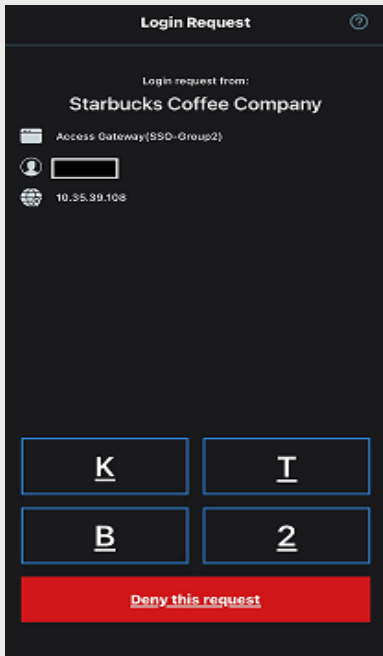 Login Request
?
Login request from:
Starbucks Coffee Company
Access Gateway(SSO-Group2)
10.35.39.108
K
T
B
2
Deny this request